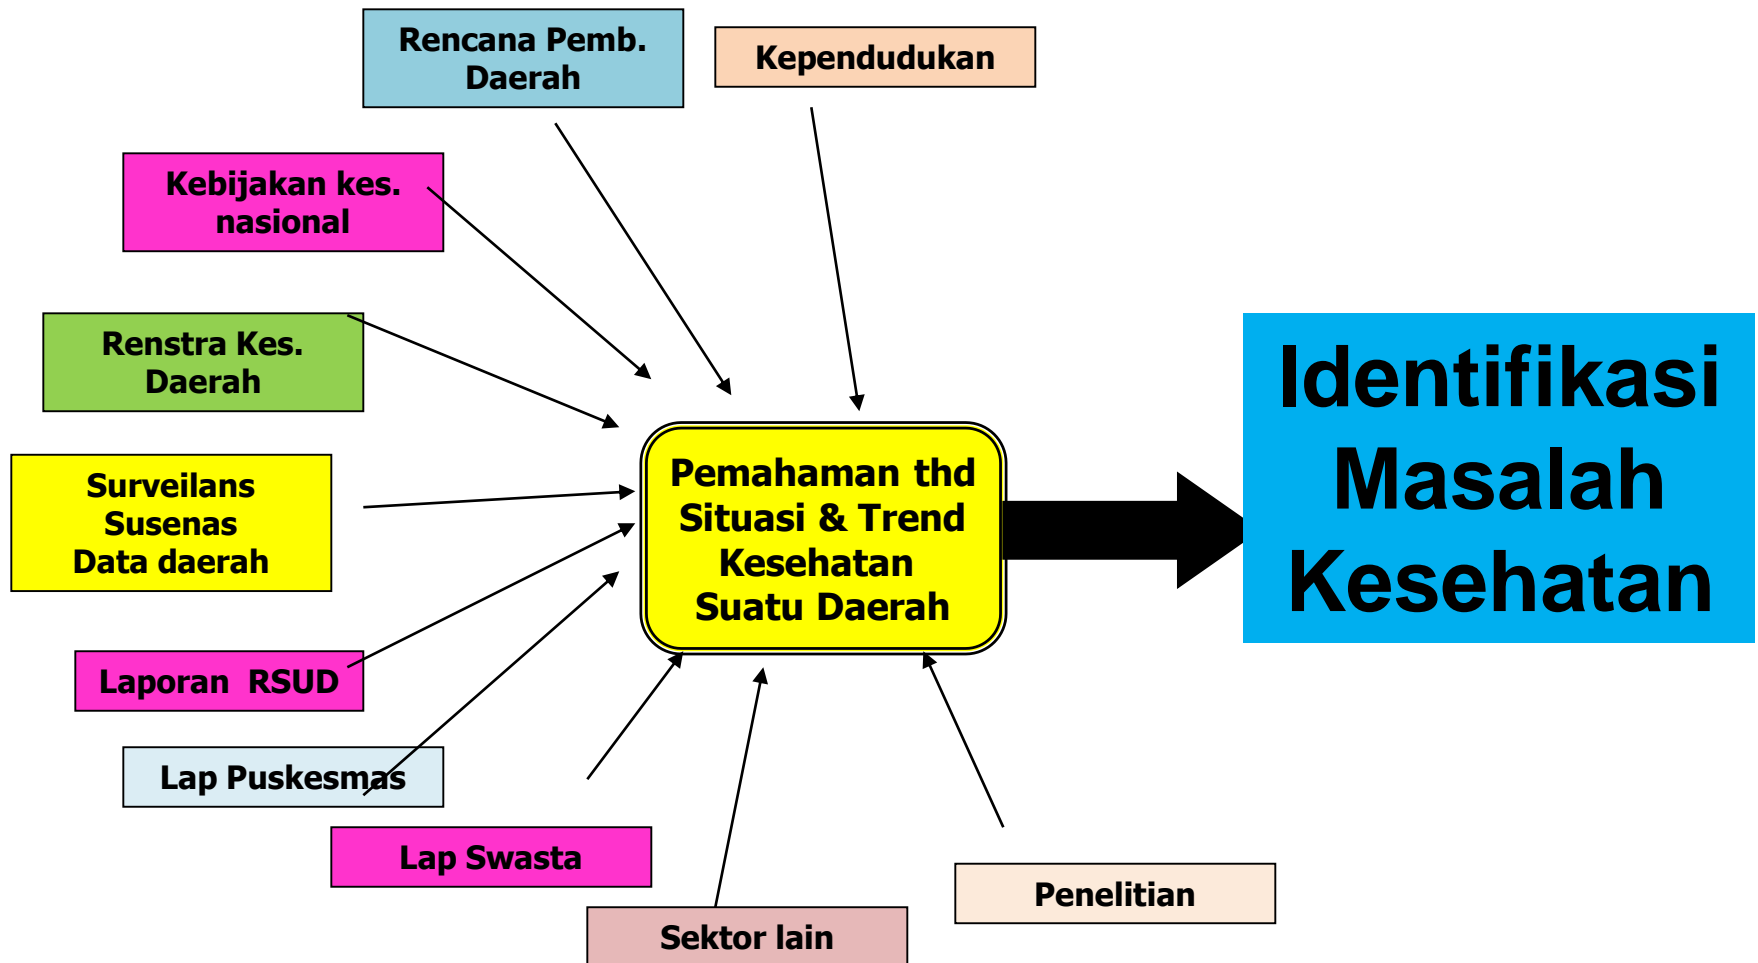 Rencana Pemb.
Daerah
Kependudukan
Kebijakan kes.
nasional
Renstra Kes.
Daerah
Surveilans
Susenas
Data daerah
Laporan RSUD
Lap Puskesmas
Lap Swasta
Sektor lain
Penelitian
Pemahaman thd
Situasi & Trend
Kesehatan
Suatu Daerah
Identifikasi
Masalah
Kesehatan